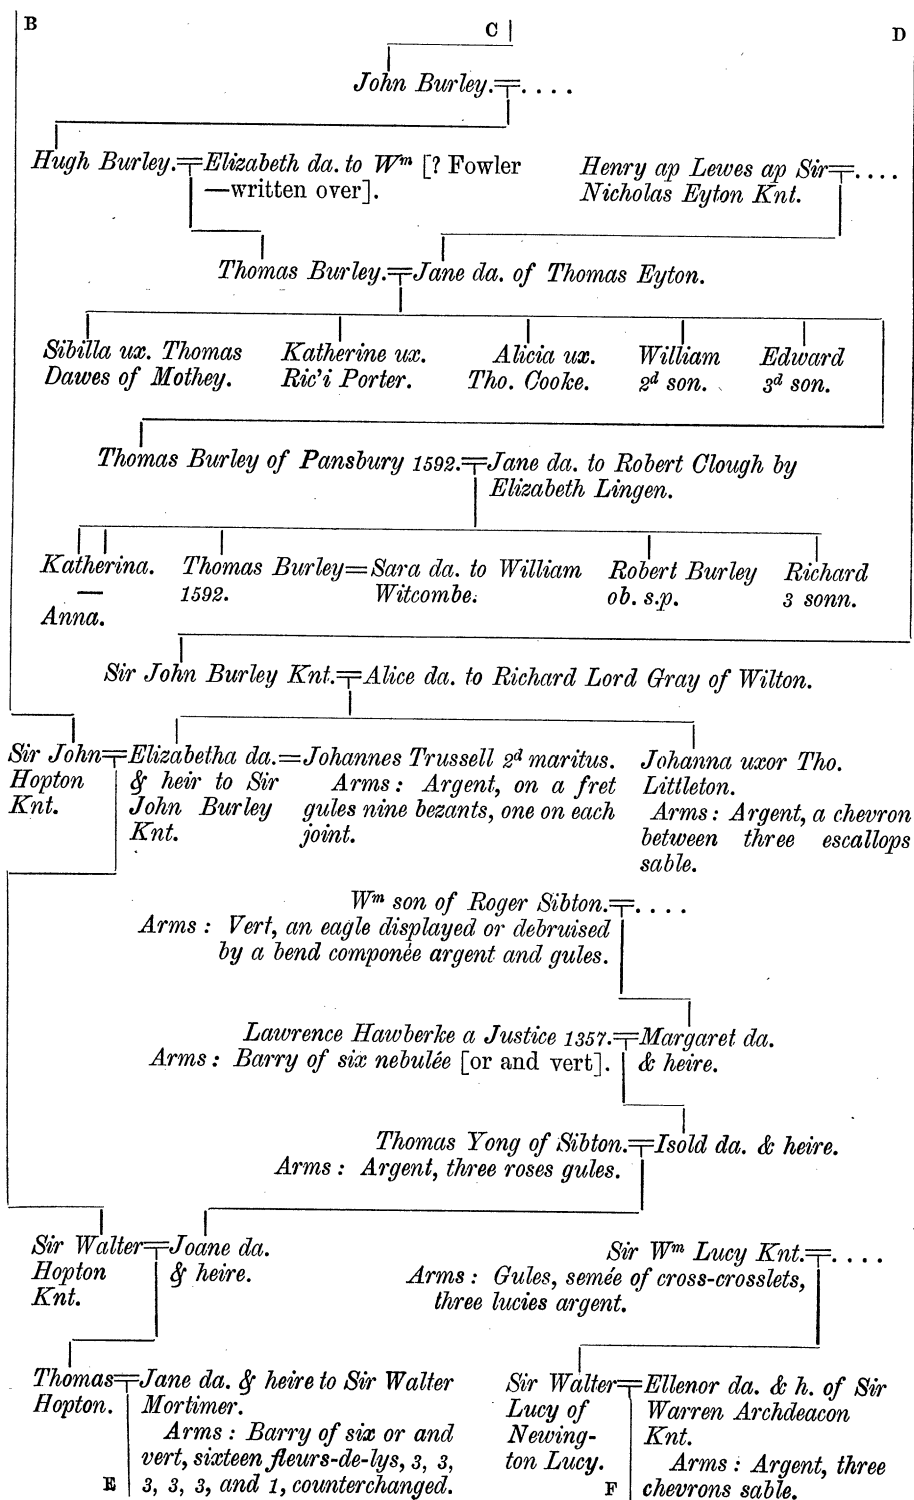 B
C
D
John Burley.=. . . .
Hugh Burley.=Elizabeth da. to Wᵐ [? Fowler
—written over].
Henry ap Lewes ap Sir=. . . .
Nicholas Eyton Knt.
Thomas Burley.=Jane da. of Thomas Eyton.
Sibilla ux. Thomas
Dawes of Mothey.
Katherine ux.
Ric'i Porter.
Alicia ux.
Tho. Cooke.
William
2ᵈ son.
Edward
3ᵈ son.
Thomas Burley of Pansbury 1592.=Jane da. to Robert Clough by
Elizabeth Lingen.
Katherina.
—
Anna.
Thomas Burley=Sara da. to William
1592.
Witcombe.
Robert Burley
ob. s.p.
Richard
3 sonn.
Sir John Burley Knt.=Alice da. to Richard Lord Gray of Wilton.
Sir John=
Hopton
Knt.
Elizabetha da.=
& heir to Sir
John Burley
Knt.
Johannes Trussell 2ᵈ maritus.
Arms: Argent, on a fret
gules nine bezants, one on each
joint.
Johanna uxor Tho.
Littleton.
Arms: Argent, a chevron
between three escallops
sable.
Wᵐ son of Roger Sibton.=. . . .
Arms: Vert, an eagle displayed or debruised
by a bend componée argent and gules.
Lawrence Hawberke a Justice 1357.=Margaret da.
Arms: Barry of six nebulée [or and vert].
& heire.
Thomas Yong of Sibton.=Isold da. & heire.
Arms: Argent, three roses gules.
Sir Walter=
Hopton
Knt.
Joane da.
& heire.
Sir Wᵐ Lucy Knt.=. . . .
Arms: Gules, semée of cross-crosslets,
three lucies argent.
Thomas=
Hopton.
Jane da. & heire to Sir Walter
Mortimer.
Arms: Barry of six or and
vert, sixteen fleurs-de-lys, 3, 3,
3, 3, 3, and 1, counterchanged.
E
Sir Walter=
Lucy of
Newing-
ton Lucy.
F
Ellenor da. & h. of Sir
Warren Archdeacon
Knt.
Arms: Argent, three
chevrons sable.